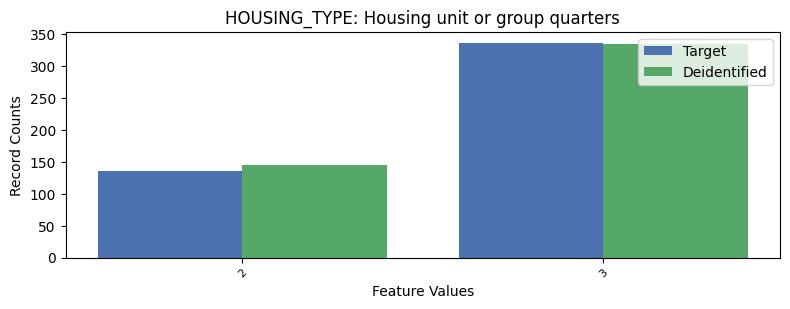 HOUSING_TYPE: Housing unit or group quarters
350
300
250
200
150
100
50
0
Record Counts
Target
Deidentified
2
3
Feature Values